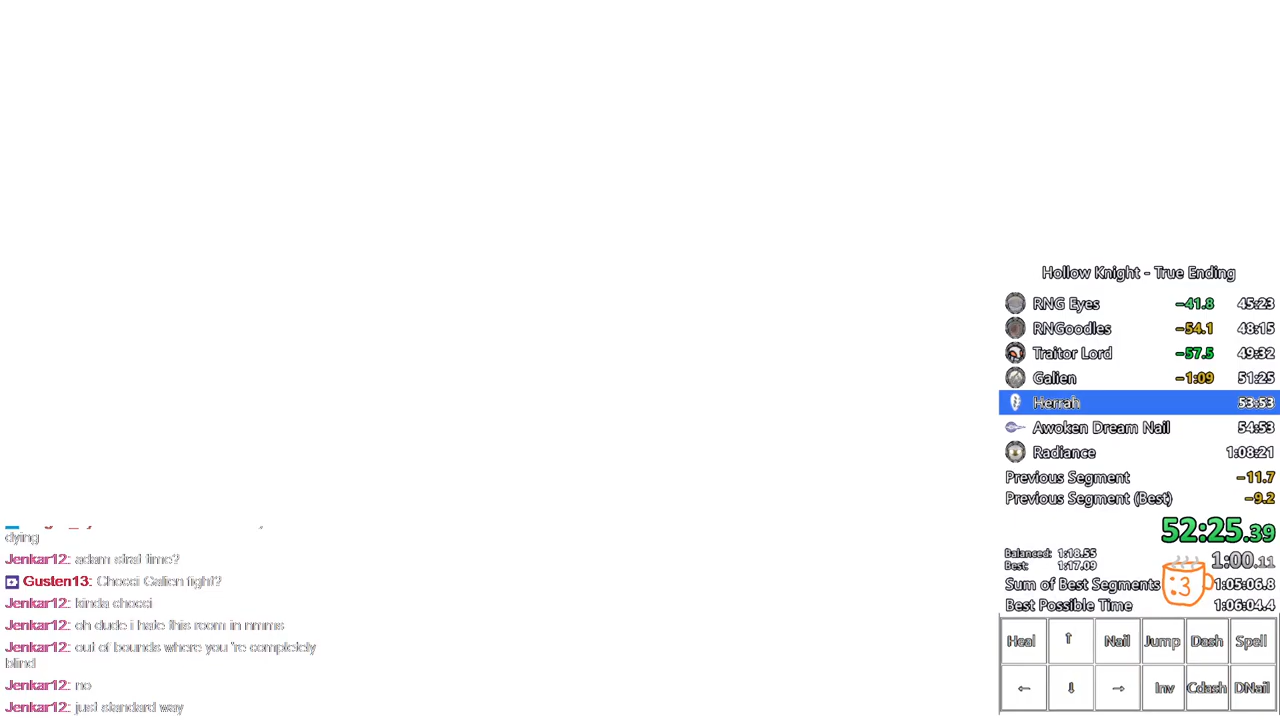 Hollow Knight - True Ending
RNG Eyes -41.8 45:23
RNGoodles -54.1 48:15
Traitor Lord -57.5 49:32
Galien -1:09 51:25
Herrah 53:53
Awoken Dream Nail 54:53
Radiance 1:08:21
Previous Segment -11.7
Previous Segment (Best) -9.2
52:25.39
Balanced: 1:18.55
Best: 1:17.09
1:00.11
Sum of Best Segments 1:05:06.8
Best Possible Time 1:06:04.4
Heal ↑ Nail Jump Dash Spell
← ↓ → Inv Cdash DNail
dying
Jenkar12: adam strat time?
Gusten13: Chocci Galien fight?
Jenkar12: kinda chocci
Jenkar12: oh dude i hate this room in nmms
Jenkar12: out of bounds where you 're completely
blind
Jenkar12: no
Jenkar12: just standard way